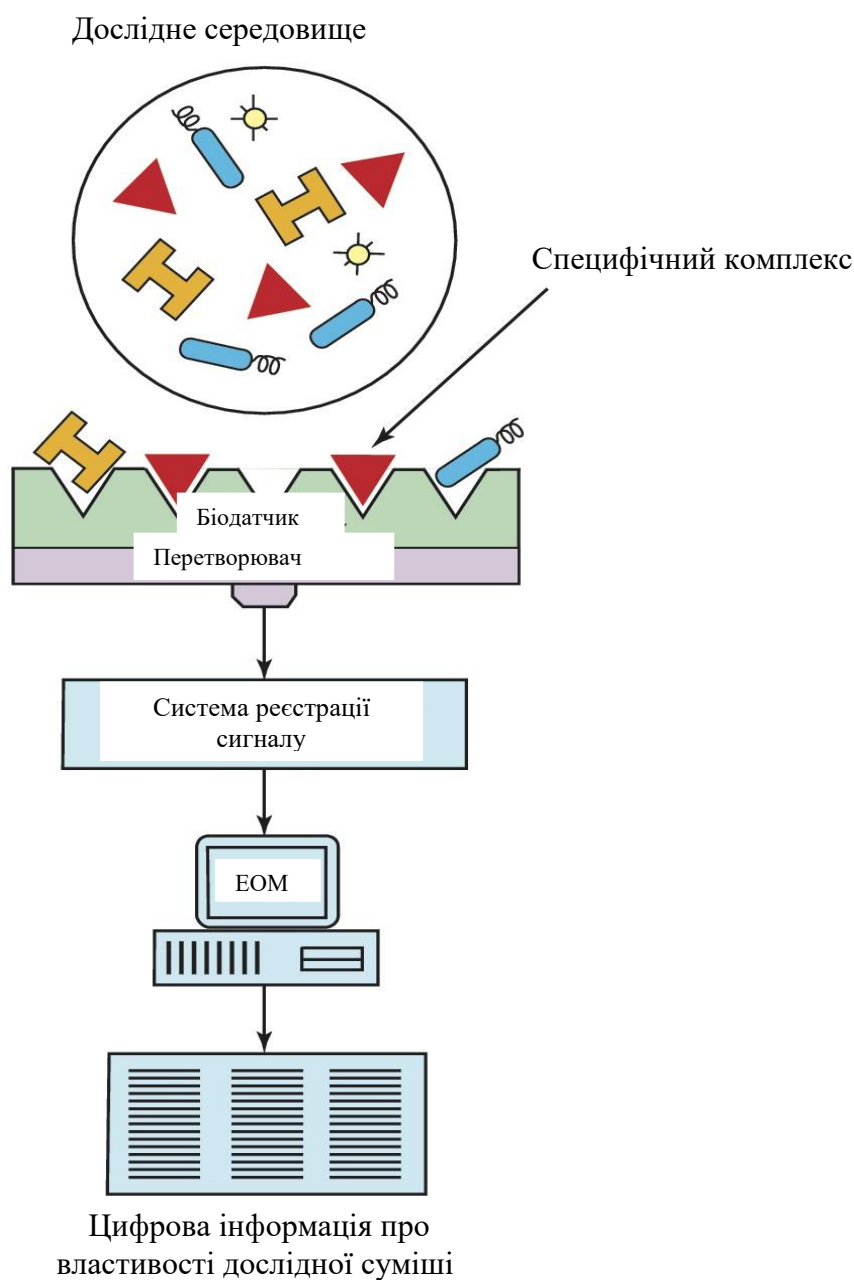 Дослідне середовище
Специфічний комплекс
Біодатчик
Перетворювач
Система реєстрації
сигналу
ЕОМ
Цифрова інформація про
властивості дослідної суміші